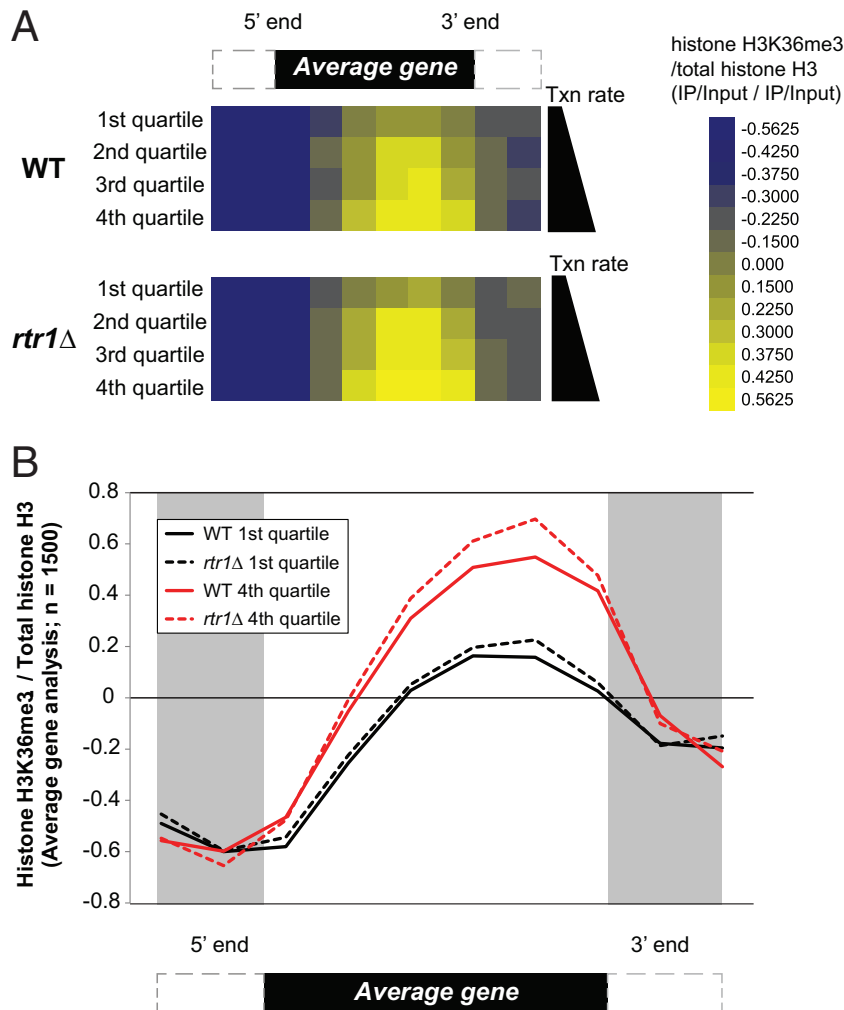 A
5’ end
3’ end
Average gene
histone H3K36me3
/total histone H3
(IP/Input / IP/Input)
Txn rate
WT
1st quartile
2nd quartile
3rd quartile
4th quartile
Txn rate
rtr1Δ
1st quartile
2nd quartile
3rd quartile
4th quartile
-0.5625
-0.4250
-0.3750
-0.3000
-0.2250
-0.1500
0.000
0.1500
0.2250
0.3000
0.3750
0.4250
0.5625
B
Histone H3K36me3 / Total histone H3
(Average gene analysis; n = 1500)
0.8
0.6
0.4
0.2
0
-0.2
-0.4
-0.6
-0.8
WT 1st quartile
rtr1Δ 1st quartile
WT 4th quartile
rtr1Δ 4th quartile
5’ end
3’ end
Average gene